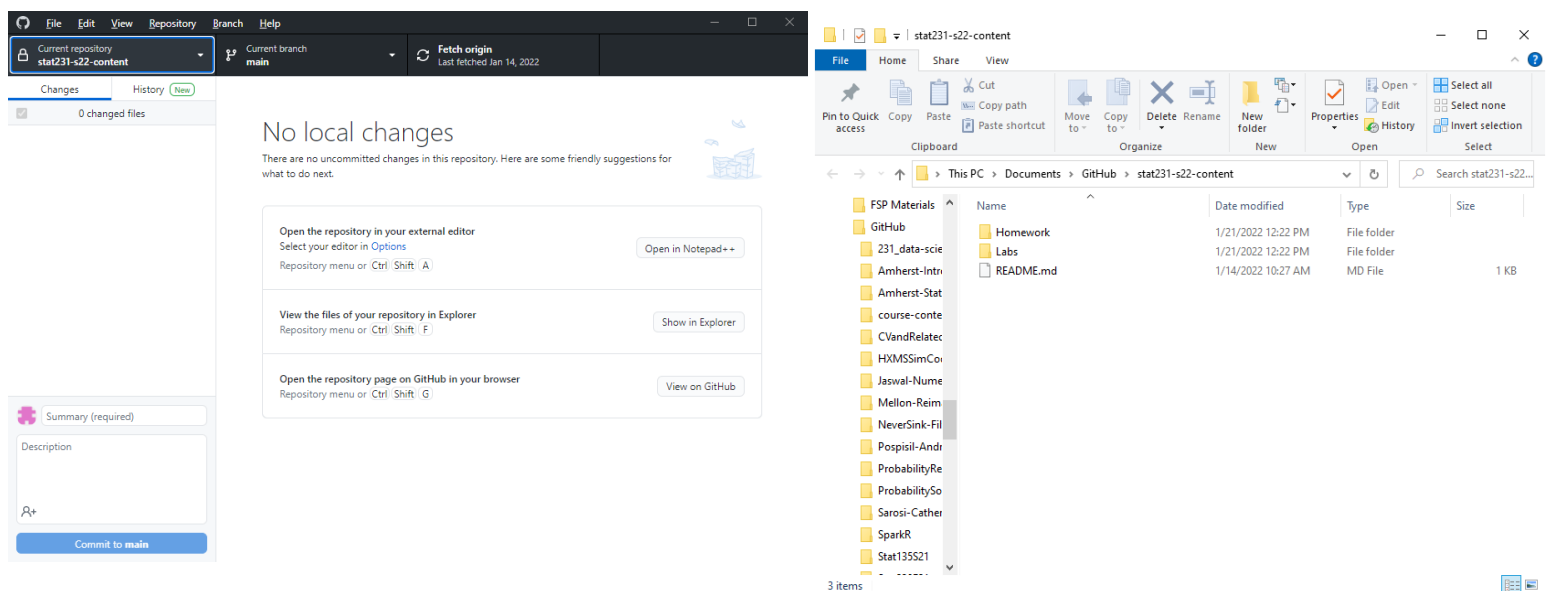 File Edit View Repository Branch Help
Current repository
stat231-s22-content
Current branch
main
Fetch origin
Last fetched Jan 14, 2022
Changes
History New
0 changed files
No local changes
There are no uncommitted changes in this repository. Here are some friendly suggestions for
what to do next.
Open the repository in your external editor
Select your editor in Options
Repository menu or Ctrl Shift A
Open in Notepad++
View the files of your repository in Explorer
Repository menu or Ctrl Shift F
Show in Explorer
Open the repository page on GitHub in your browser
Repository menu or Ctrl Shift G
View on GitHub
Summary (required)
Description
Commit to main
stat231-s22-content
File Home Share View
Pin to Quick
access
Copy
Paste
Cut
Copy path
Paste shortcut
Clipboard
Move
to
Copy
to
Delete
Rename
Organize
New
folder
New
Properties
Open
Edit
History
Open
Select all
Select none
Invert selection
Select
This PC > Documents > GitHub > stat231-s22-content
Search stat231-s22...
FSP Materials
GitHub
231_data-scie
Amherst-Intr
Amherst-Stat
course-conte
CVandRelated
HXMSSimCo
Jaswal-Nume
Mellon-Reim
NeverSink-Fil
Pospisil-Andr
ProbabilityRe
ProbabilitySo
Sarosi-Cather
SparkR
Stat135S21
Name Date modified Type Size
Homework 1/21/2022 12:22 PM File folder
Labs 1/21/2022 12:22 PM File folder
README.md 1/14/2022 10:27 AM MD File 1 KB
3 items